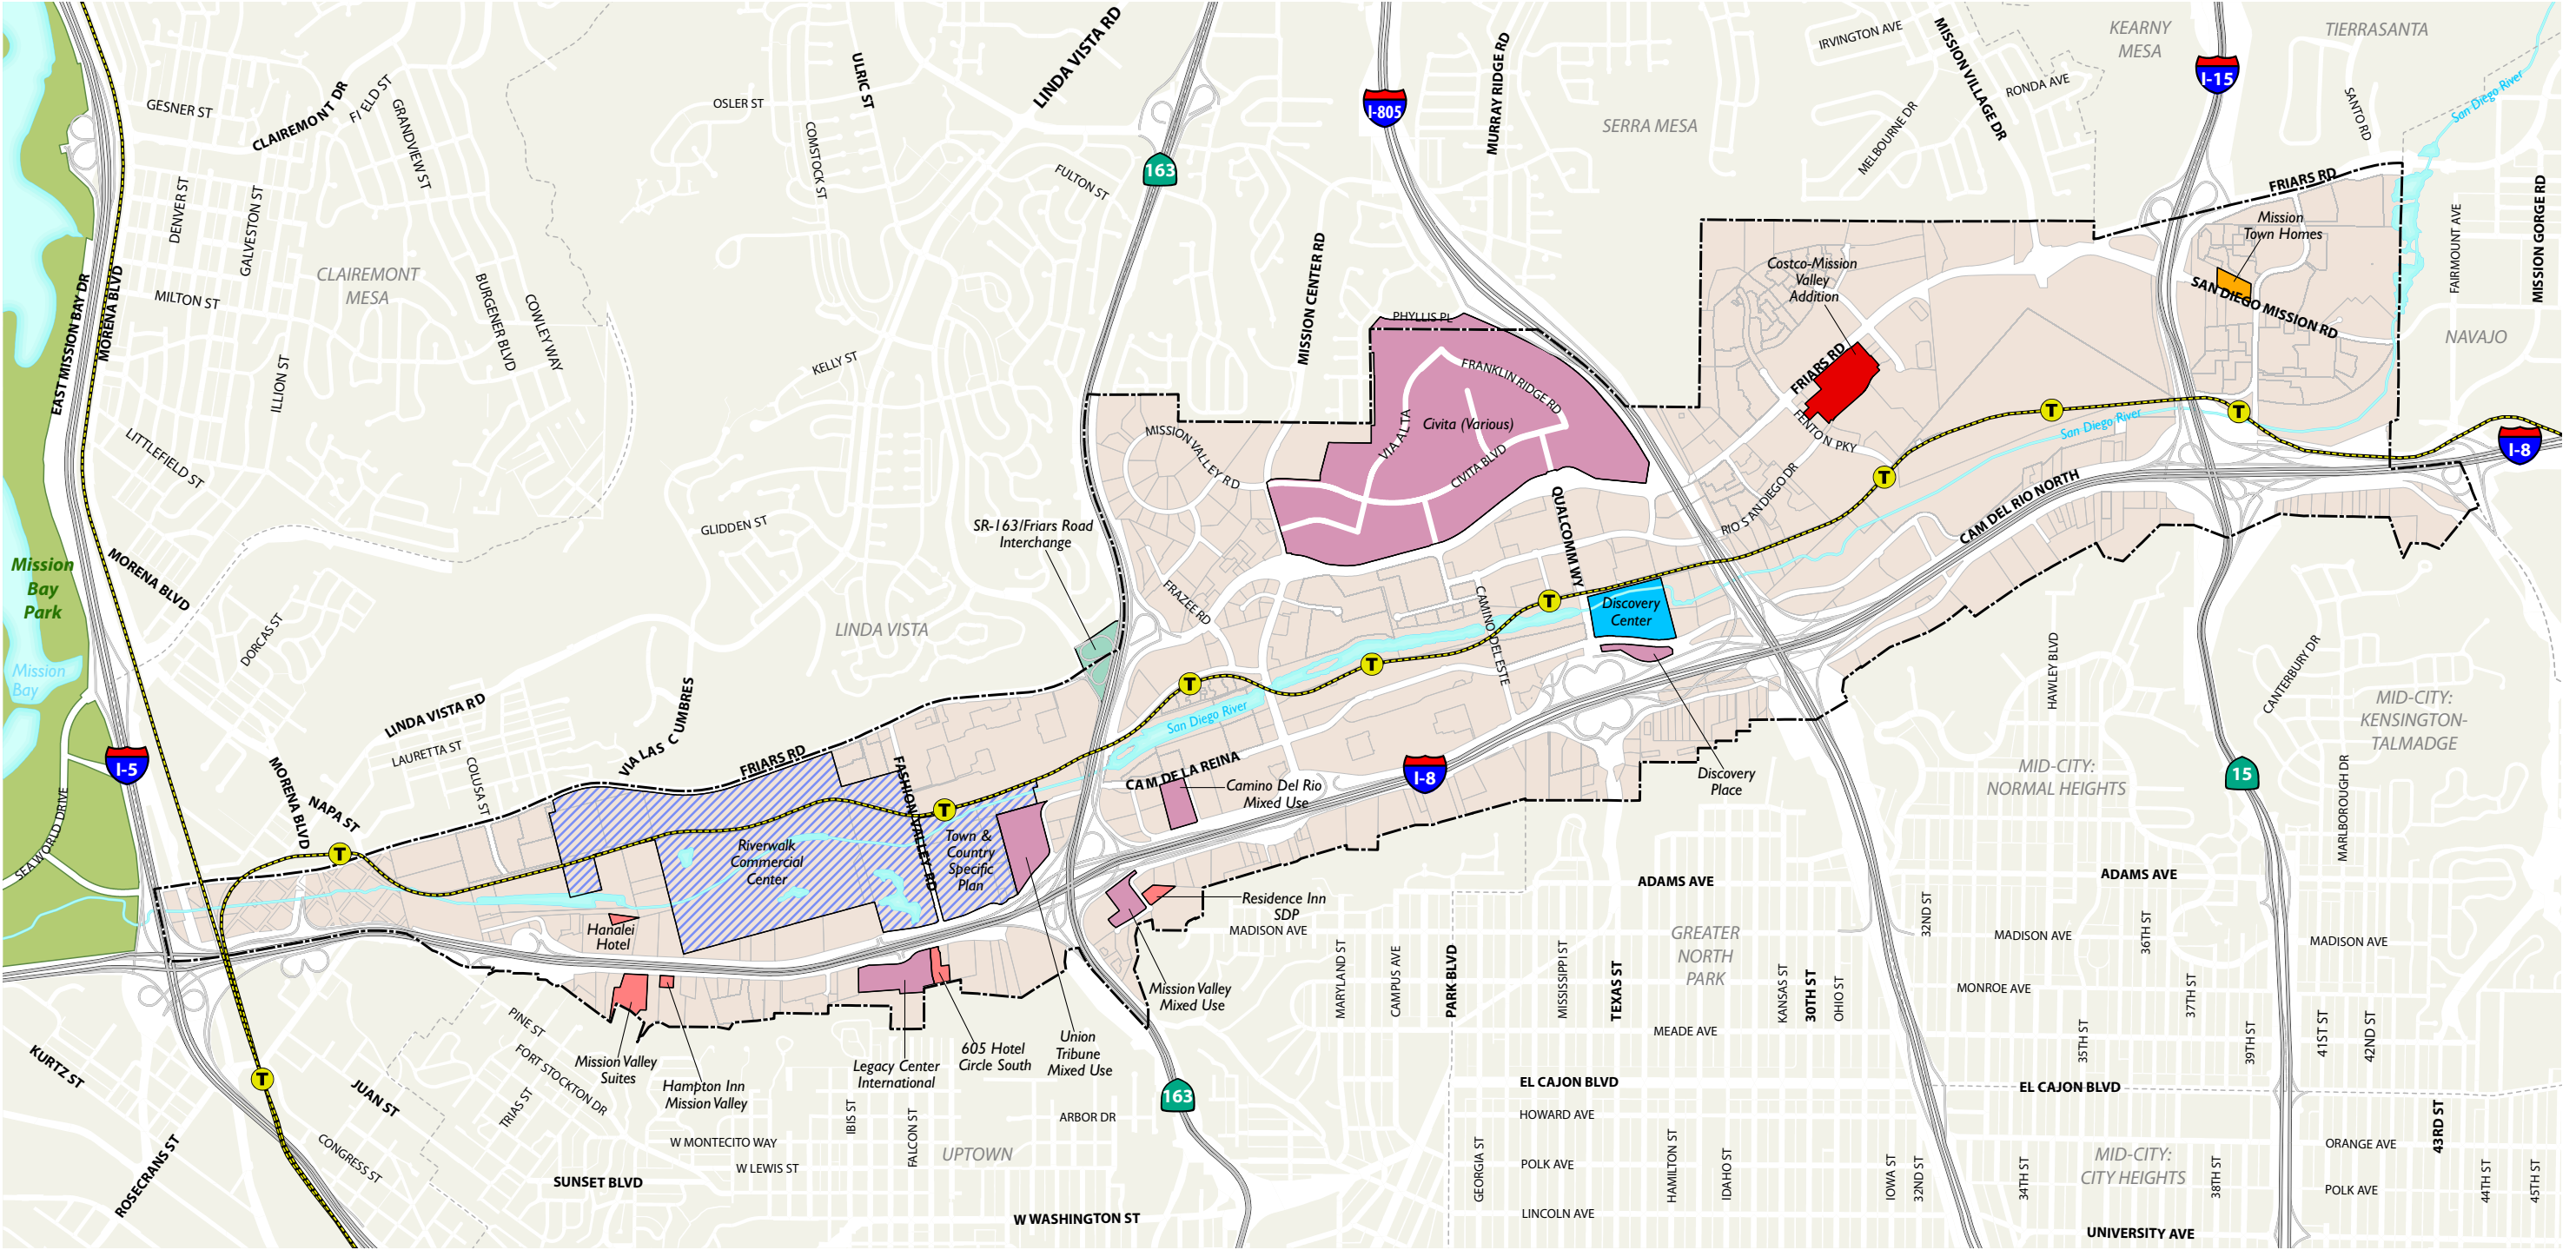 GESNER ST
CLAIREMONT DR
FIELD ST
GRANDVIEW ST
DENVER ST
GALVESTON ST
CLAIREMONT
MESA
MILTON ST
BURGENER BLVD
COWLEY WAY
EAST MISSION BAY DR
MORENA BLVD
ILLION ST
LITTLEFIELD ST
MORENA BLVD
Mission
Bay
Park
Mission
Bay
DORCAS ST
I-5
SEAWORLD DRIVE
OSLER ST
COMSTOCK ST
ULRIC ST
LINDA VISTA RD
FULTON ST
163
KELLY ST
GLIDDEN ST
LINDA VISTA
LINDA VISTA RD
LAURETTA ST
COLUSA ST
VIA LAS CUMBRES
FRIARS RD
NAPA ST
MORENA BLVD
T
SR-163/Friars Road
Interchange
I-805
MURRAY RIDGE RD
MISSION CENTER RD
SERRA MESA
IRVINGTON AVE
MISSION VILLAGE DR
RONDA AVE
MELBOURNE DR
KEARNY
MESA
TIERRASANTA
I-15
SANTO RD
San Diego River
FRIARS RD
FAIRMOUNT AVE
MISSION GORGE RD
Mission
Town Homes
SAN DIEGO MISSION RD
NAVAJO
I-8
Costco-Mission
Valley
Addition
FRIARS RD
FENTON PKY
RIO SAN DIEGO DR
T
T
T
San Diego River
CAM DEL RIO NORTH
PHYLLIS PL
FRANKLIN RIDGE RD
Civita (Various)
VIA ALTA
CIVITA BLVD
MISSION VALLEY RD
FRAZEE RD
QUALCOMM WY
CAMINO DEL ESTE
Discovery
Center
T
T
T
San Diego River
Discovery
Place
CAM DE LA REINA
Camino Del Rio
Mixed Use
I-8
FASHION VALLEY RD
T
Riverwalk
Commercial
Center
Town &
Country
Specific
Plan
Residence Inn
SDP
Hanalei
Hotel
Mission Valley
Mixed Use
Mission Valley
Suites
Hampton Inn
Mission Valley
Legacy Center
International
605 Hotel
Circle South
Union
Tribune
Mixed Use
163
T
KURTZ ST
JUAN ST
ROSECRANS ST
CONGRESS ST
PINE ST
FORT STOCKTON DR
TRIAS ST
SUNSET BLVD
W MONTECITO WAY
W LEWIS ST
IBIS ST
FALCON ST
UPTOWN
ARBOR DR
W WASHINGTON ST
MADISON AVE
MARYLAND ST
CAMPUS AVE
PARK BLVD
MISSISSIPPI ST
TEXAS ST
ADAMS AVE
GREATER
NORTH
PARK
KANSAS ST
30TH ST
OHIO ST
MEADE AVE
EL CAJON BLVD
HOWARD AVE
POLK AVE
LINCOLN AVE
GEORGIA ST
HAMILTON ST
IDAHO ST
IOWA ST
32ND ST
HAWLEY BLVD
MID-CITY:
NORMAL HEIGHTS
CANTERBURY DR
MID-CITY:
KENSINGTON-
TALMADGE
15
MARLBOROUGH DR
ADAMS AVE
32ND ST
MADISON AVE
36TH ST
MADISON AVE
MONROE AVE
37TH ST
35TH ST
39TH ST
41ST ST
42ND ST
EL CAJON BLVD
43RD ST
ORANGE AVE
MID-CITY:
CITY HEIGHTS
34TH ST
38TH ST
POLK AVE
44TH ST
45TH ST
UNIVERSITY AVE